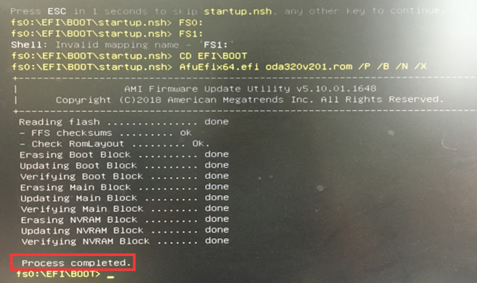 Press ESC in 1 seconds to skip startup.nsh, any other key to continue.
fs0:\EFI\BOOT\startup.nsh> FS0:
fs0:\EFI\BOOT\startup.nsh> FS1:
Shell: Invalid mapping name - 'FS1:'
fs0:\EFI\BOOT\startup.nsh> CD EFI\BOOT
fs0:\EFI\BOOT\startup.nsh> AfuEfix64.efi oda320v201.rom /P /B /N /X
AMI Firmware Update Utility v5.10.01.1648
Copyright (C)2018 American Megatrends Inc. All Rights Reserved.
Reading flash ............... done
- FFS checksums ......... ok
- Check RomLayout ........ Ok.
Erasing Boot Block .......... done
Updating Boot Block ......... done
Verifying Boot Block ........ done
Erasing Main Block .......... done
Updating Main Block ......... done
Verifying Main Block ........ done
Erasing NVRAM Block ......... done
Updating NVRAM Block ........ done
Verifying NVRAM Block ....... done
Process completed.
fs0:\EFI\BOOT> _